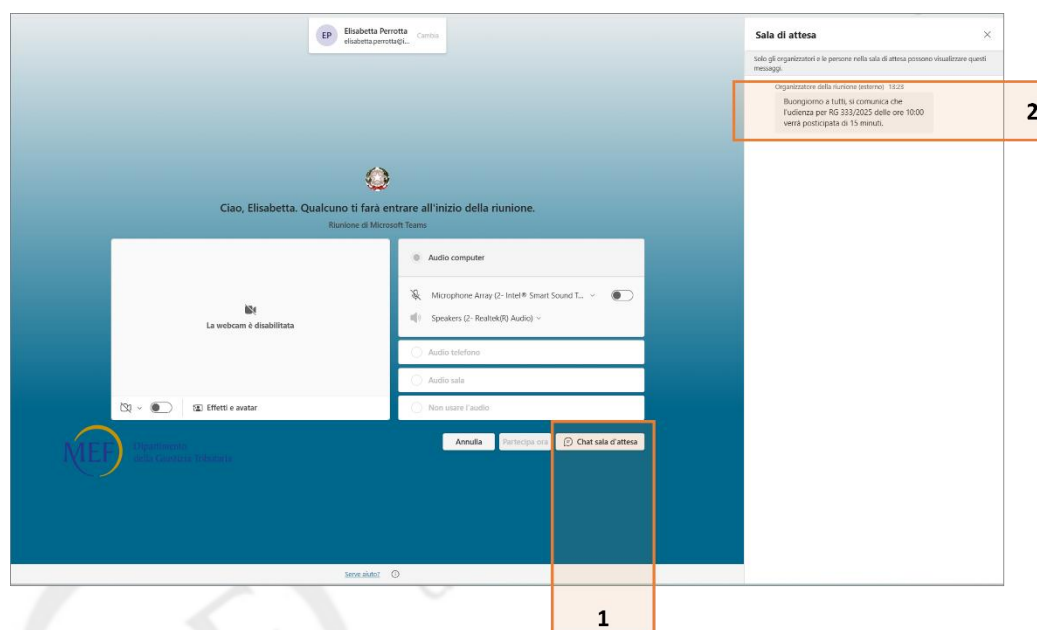 EP
Elisabetta Perrotta
elisabetta.perrotta@i...
Cambia
Sala di attesa
Solo gli organizzatori e le persone nella sala di attesa possono visualizzare questi
messaggi.
Organizzatore della riunione (esterno) 13:23
Buongiorno a tutti, si comunica che
l'udienza per RG 333/2025 delle ore 10:00
verrà posticipata di 15 minuti.
2
Ciao, Elisabetta. Qualcuno ti farà entrare all'inizio della riunione.
Riunione di Microsoft Teams
La webcam è disabilitata
Effetti e avatar
Audio computer
Microphone Array (2- Intel® Smart Sound T...
Speakers (2- Realtek(R) Audio)
Audio telefono
Audio sala
Non usare l'audio
Annulla
Partecipa ora
Chat sala d'attesa
MEF
Dipartimento
della Giustizia Tributaria
Serve aiuto?
1